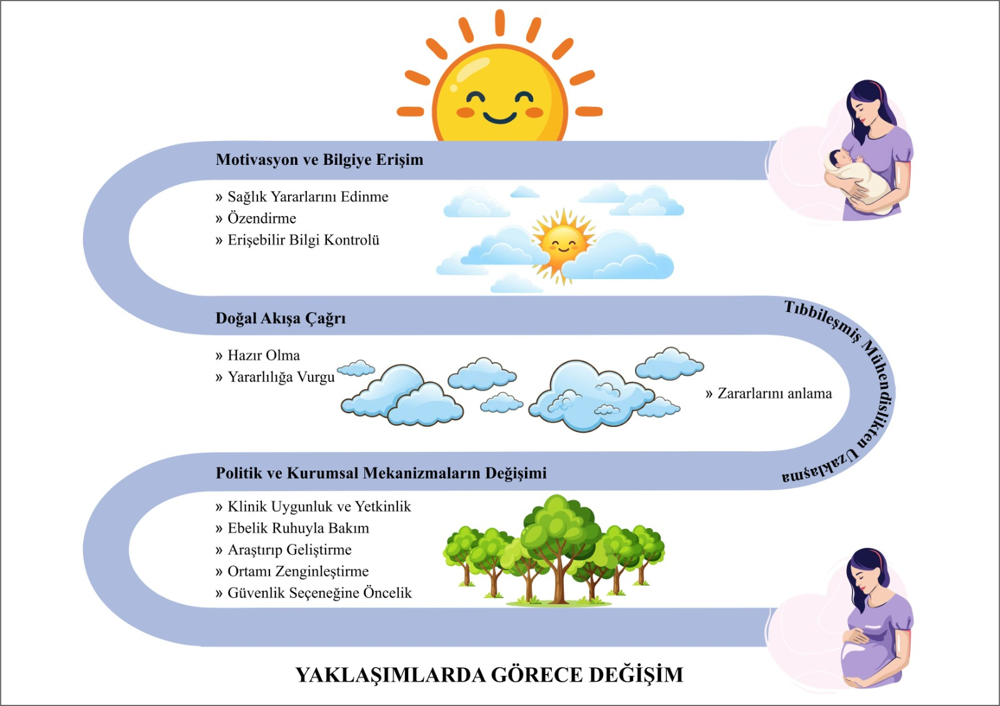 Motivasyon ve Bilgiye Erişim
» Sağlık Yararlarını Edinme
» Özendirme
» Erişebilir Bilgi Kontrolü
Doğal Akışa Çağrı
» Hazır Olma
» Yararlılığa Vurgu
» Zararlarını anlama
Tıbbileşmiş Mühendislikten Uzaklaşma
Politik ve Kurumsal Mekanizmaların Değişimi
» Klinik Uygunluk ve Yetkinlik
» Ebelik Ruhuyla Bakım
» Araştırıp Geliştirme
» Ortamı Zenginleştirme
» Güvenlik Seçeneğine Öncelik
YAKLAŞIMLARDA GÖRECE DEĞİŞİM